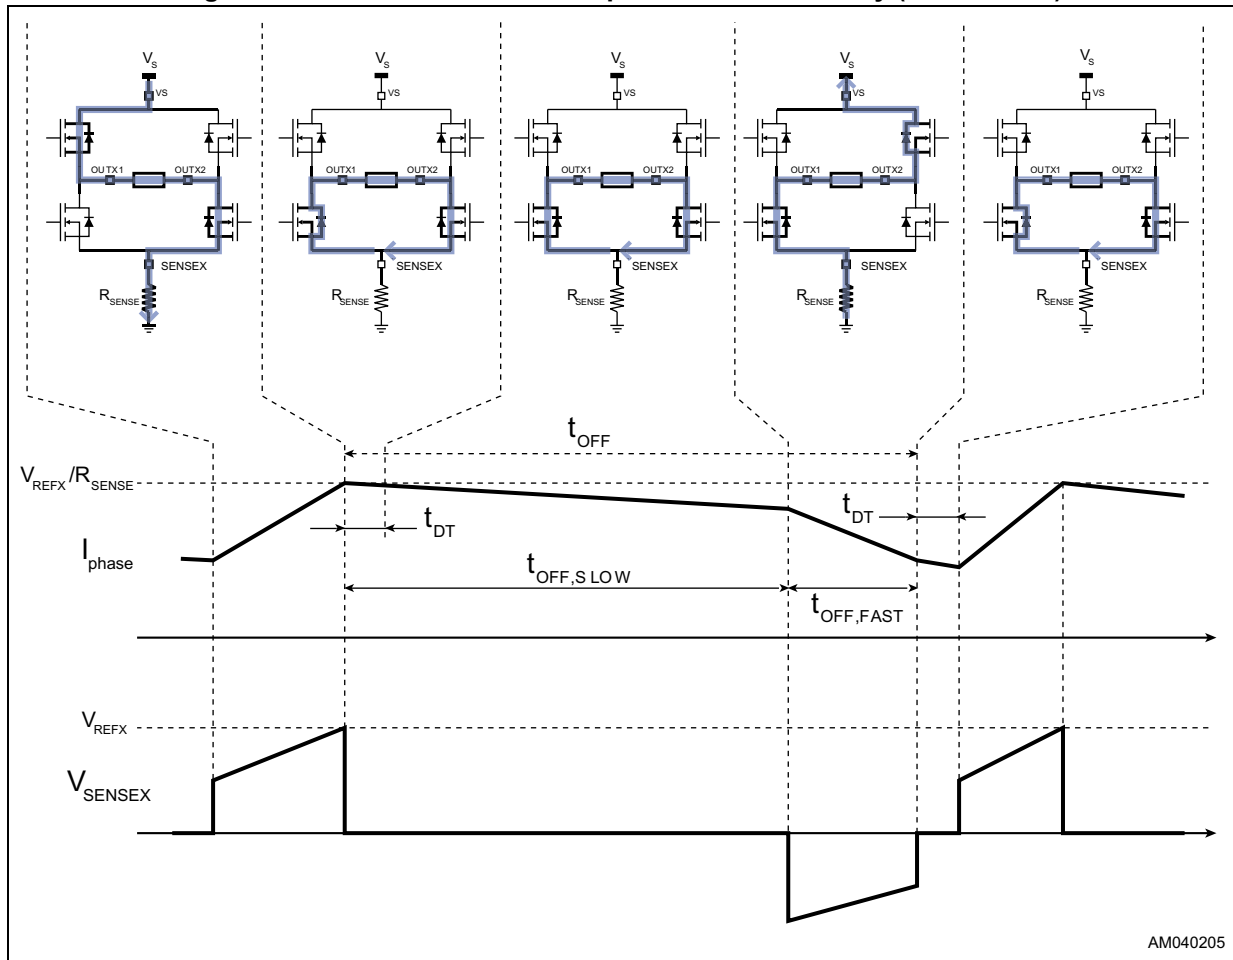 V_S V_S V_S V_S V_S
VS VS VS VS VS
OUTX1 OUTX2 OUTX1 OUTX2 OUTX1 OUTX2 OUTX1 OUTX2 OUTX1 OUTX2
SENSEX SENSEX SENSEX SENSEX SENSEX
R_SENSE R_SENSE R_SENSE R_SENSE R_SENSE
t_OFF
V_REFX/R_SENSE
t_DT t_DT
I_phase
t_OFF,SLOW
t_OFF,FAST
V_REFX
V_SENSEX
AM040205